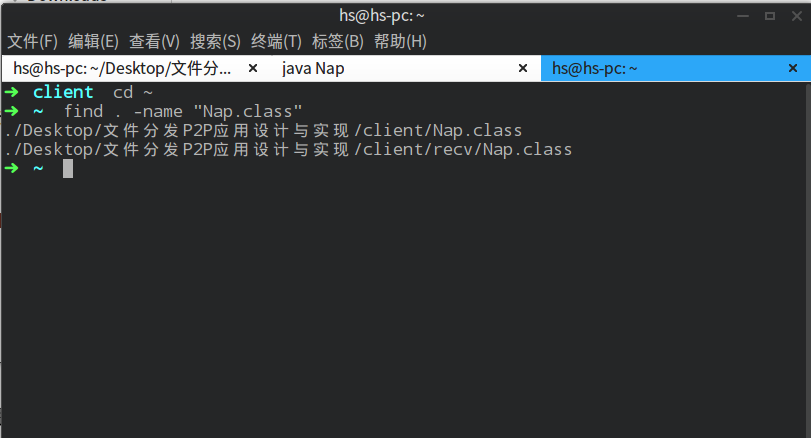 hs@hs-pc:~
文件(F) 编辑(E) 查看(V) 搜索(S) 终端(T) 标签(B) 帮助(H)
hs@hs-pc: ~/Desktop/文件分... × java Nap × hs@hs-pc: ~ ×
➜ client cd ~
➜ ~ find . -name "Nap.class"
./Desktop/文件分发P2P应用设计与实现/client/Nap.class
./Desktop/文件分发P2P应用设计与实现/client/recv/Nap.class
➜ ~